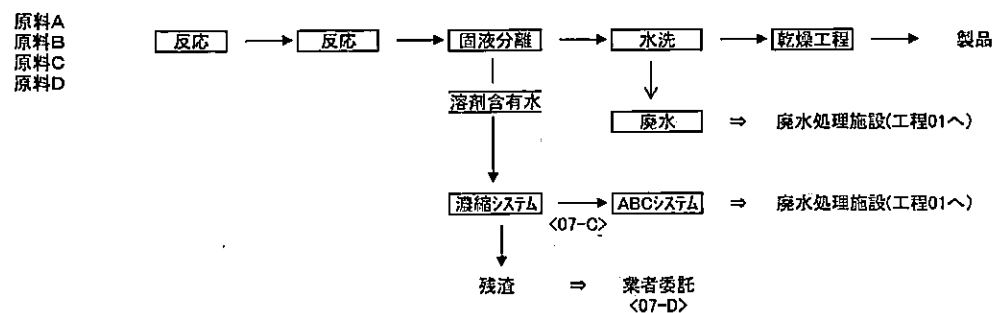 原料A
原料B
原料C
原料D
反応
反応
固液分離
水洗
乾燥工程
製品
溶剤含有水
廃水
⇒
廃水処理施設(工程01へ)
濃縮システム
<07-C>
ABCシステム
⇒
廃水処理施設(工程01へ)
残渣
⇒
業者委託
<07-D>